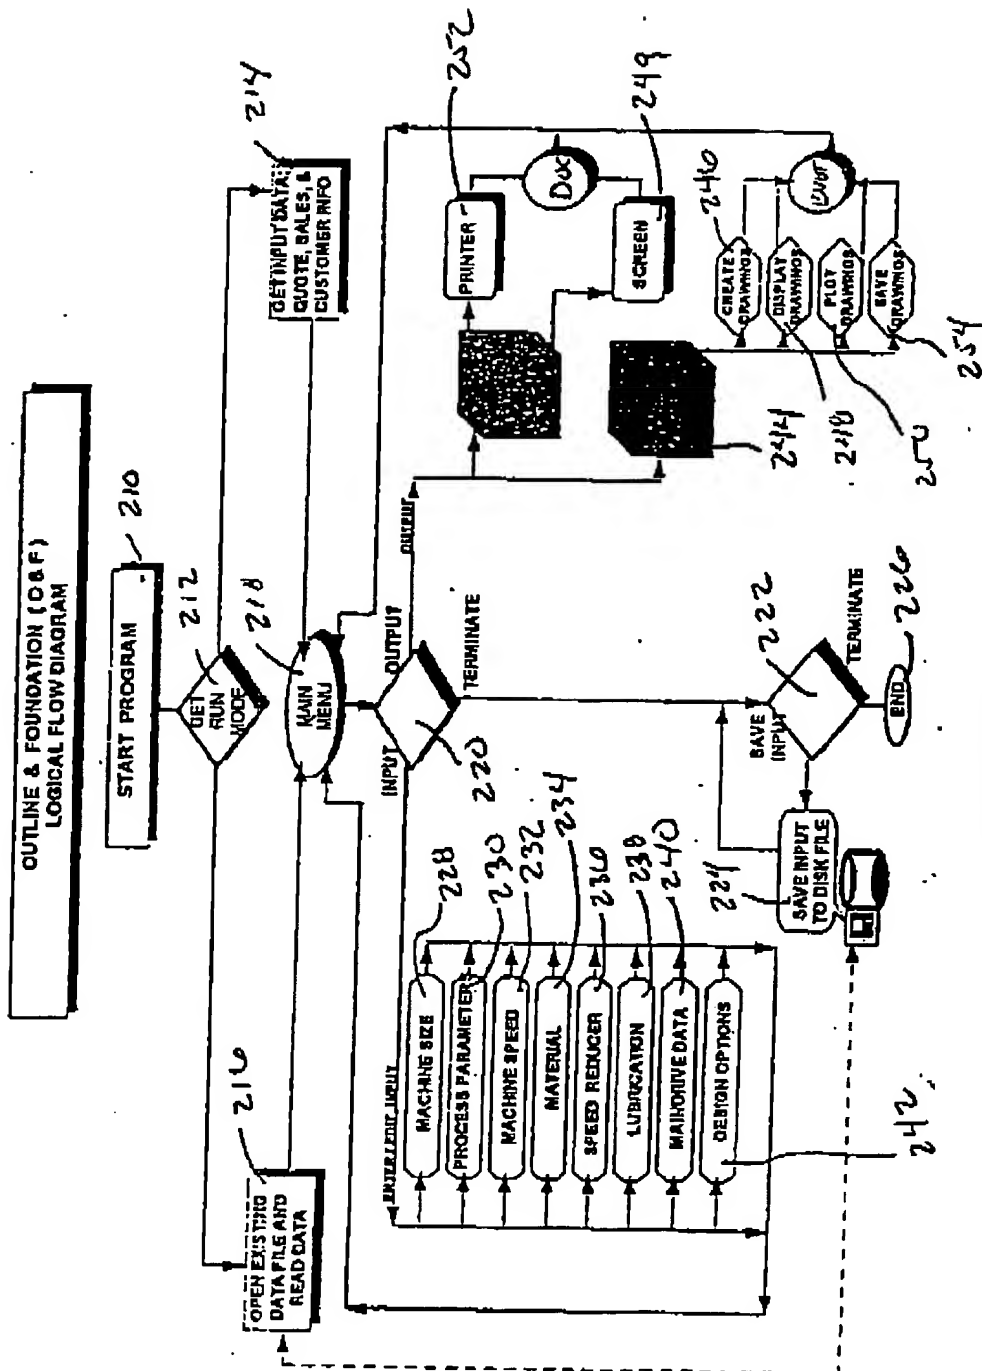 OUTLINE & FOUNDATION (O & F)
LOGICAL FLOW DIAGRAM
START PROGRAM
210
GET
RUN
MODE
212
GET INPUT DATA,
QUOTE, SALES, &
CUSTOMER INFO
214
OPEN EXISTING
DATA FILE AND
READ DATA
216
MAIN
MENU
218
INPUT
OUTPUT
TERMINATE
220
ENTER/EDIT INPUT
MACHINE SIZE
228
PROCESS PARAMETERS
230
MACHINE SPEED
232
MATERIAL
234
SPEED REDUCER
236
LUBRICATION
238
MAIN DRIVE DATA
240
DESIGN OPTIONS
242
OUTPUT
PRINTER
252
SCREEN
249
DOC
244
CREATE
DRAWINGS
246
DISPLAY
DRAWINGS
248
PLOT
DRAWINGS
250
SAVE
DRAWINGS
254
SAVE
INPUT
TERMINATE
222
SAVE INPUT
TO DISK FILE
224
END
226